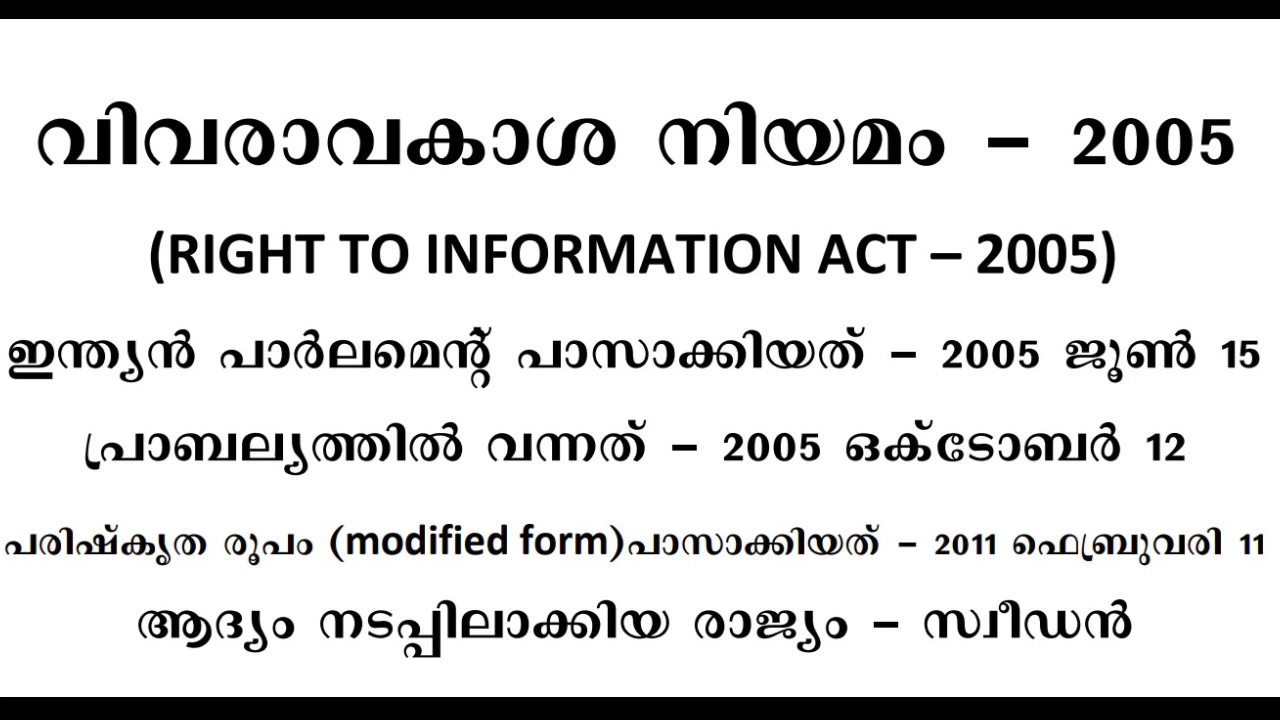 വിവരാവകാശ നിയമം – 2005
(RIGHT TO INFORMATION ACT – 2005)
ഇന്ത്യൻ പാർലമെന്റ് പാസാക്കിയത് – 2005 ജൂൺ 15
പ്രാബല്യത്തിൽ വന്നത് – 2005 ഒക്ടോബർ 12
പരിഷ്കൃത രൂപം (modified form)പാസാക്കിയത് – 2011 ഫെബ്രുവരി 11
ആദ്യം നടപ്പിലാക്കിയ രാജ്യം – സ്വീഡൻ